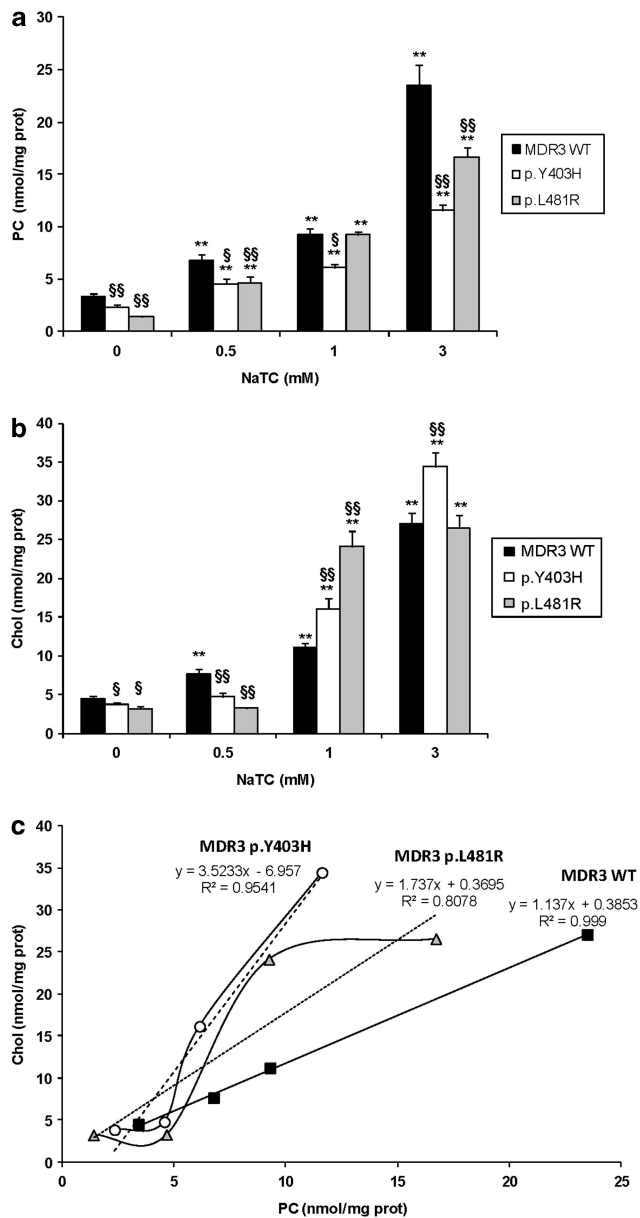 a
30
25
20
15
10
5
0
PC (nmol/mg prot)
§§
§§
**
§
**
§§
**
**
§
**
**
**
§§
**
§§
**
0
0.5
1
3
NaTC (mM)
MDR3 WT
p.Y403H
p.L481R
b
40
35
30
25
20
15
10
5
0
Chol (nmol/mg prot)
§
§
**
§§
§§
**
§§
**
§§
**
**
§§
**
**
0
0.5
1
3
NaTC (mM)
MDR3 WT
p.Y403H
p.L481R
c
40
35
30
25
20
15
10
5
0
Chol (nmol/mg prot)
MDR3 p.Y403H
y = 3.5233x - 6.957
R² = 0.9541
MDR3 p.L481R
y = 1.737x + 0.3695
R² = 0.8078
MDR3 WT
y = 1.137x + 0.3853
R² = 0.999
0
5
10
15
20
25
PC (nmol/mg prot)